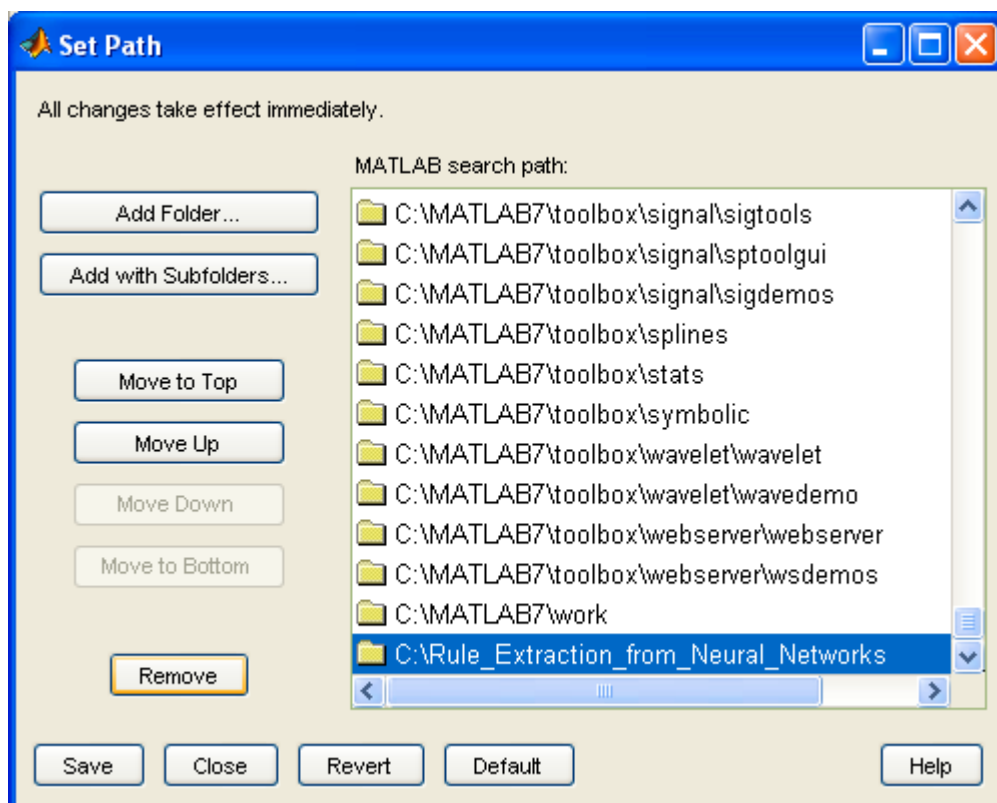 Set Path
All changes take effect immediately.
MATLAB search path:
Add Folder...
Add with Subfolders...
Move to Top
Move Up
Move Down
Move to Bottom
Remove
C:\MATLAB7\toolbox\signal\sigtools
C:\MATLAB7\toolbox\signal\sptoolgui
C:\MATLAB7\toolbox\signal\sigdemos
C:\MATLAB7\toolbox\splines
C:\MATLAB7\toolbox\stats
C:\MATLAB7\toolbox\symbolic
C:\MATLAB7\toolbox\wavelet\wavelet
C:\MATLAB7\toolbox\wavelet\wavedemo
C:\MATLAB7\toolbox\webserver\webserver
C:\MATLAB7\toolbox\webserver\wsdemos
C:\MATLAB7\work
C:\Rule_Extraction_from_Neural_Networks
Save
Close
Revert
Default
Help